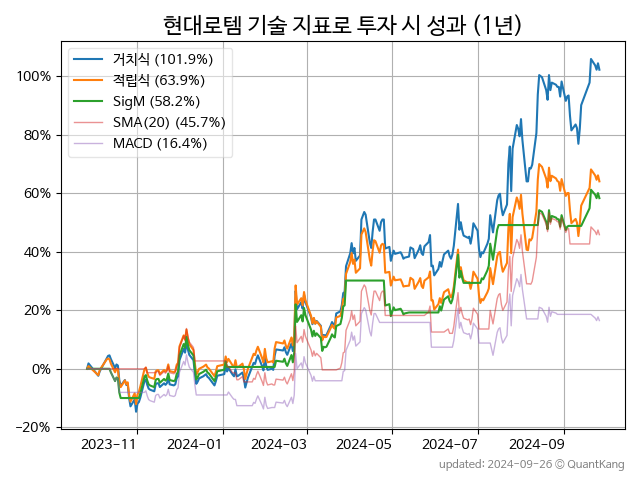 현대로템 기술 지표로 투자 시 성과 (1년)
거치식 (101.9%)
적립식 (63.9%)
SigM (58.2%)
SMA(20) (45.7%)
MACD (16.4%)
100%
80%
60%
40%
20%
0%
−20%
2023-11 2024-01 2024-03 2024-05 2024-07 2024-09
updated: 2024-09-26 © QuantKang